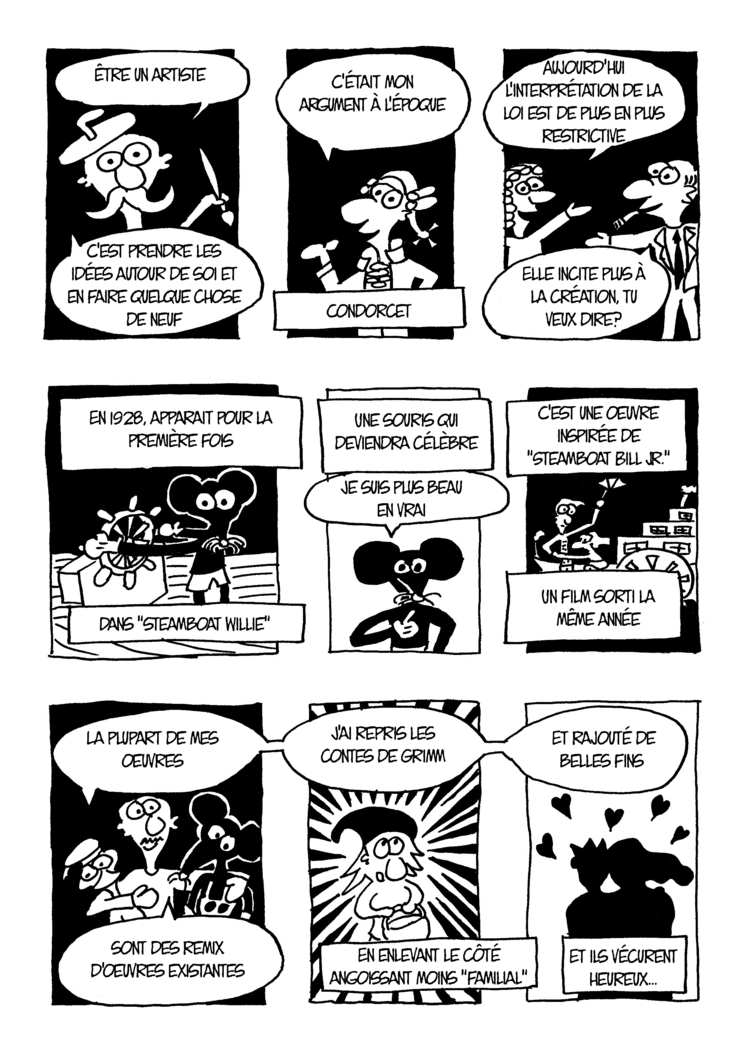 ÊTRE UN ARTISTE
C'EST PRENDRE LES
IDÉES AUTOUR DE SOI ET
EN FAIRE QUELQUE CHOSE
DE NEUF
C'ÉTAIT MON
ARGUMENT À L'ÉPOQUE
CONDORCET
AUJOURD'HUI
L'INTERPRÉTATION DE LA
LOI EST DE PLUS EN PLUS
RESTRICTIVE
ELLE INCITE PLUS À
LA CRÉATION, TU
VEUX DIRE?
EN 1928, APPARAIT POUR LA
PREMIÈRE FOIS
DANS "STEAMBOAT WILLIE"
UNE SOURIS QUI
DEVIENDRA CÉLÈBRE
JE SUIS PLUS BEAU
EN VRAI
C'EST UNE OEUVRE
INSPIRÉE DE
"STEAMBOAT BILL JR."
UN FILM SORTI LA
MÊME ANNÉE
LA PLUPART DE MES
OEUVRES
SONT DES REMIX
D'OEUVRES EXISTANTES
J'AI REPRIS LES
CONTES DE GRIMM
EN ENLEVANT LE CÔTÉ
ANGOISSANT MOINS "FAMILIAL"
ET RAJOUTÉ DE
BELLES FINS
ET ILS VÉCURENT
HEUREUX...